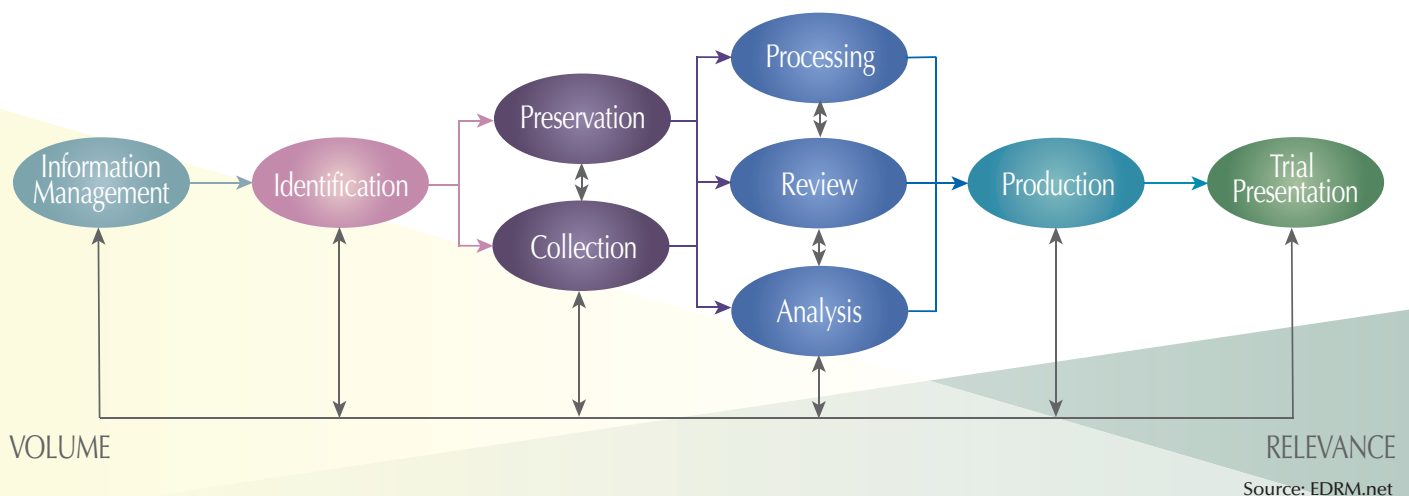 Information
Management
Identification
Preservation
Collection
Processing
Review
Analysis
Production
Trial
Presentation
VOLUME
RELEVANCE
Source: EDRM.net